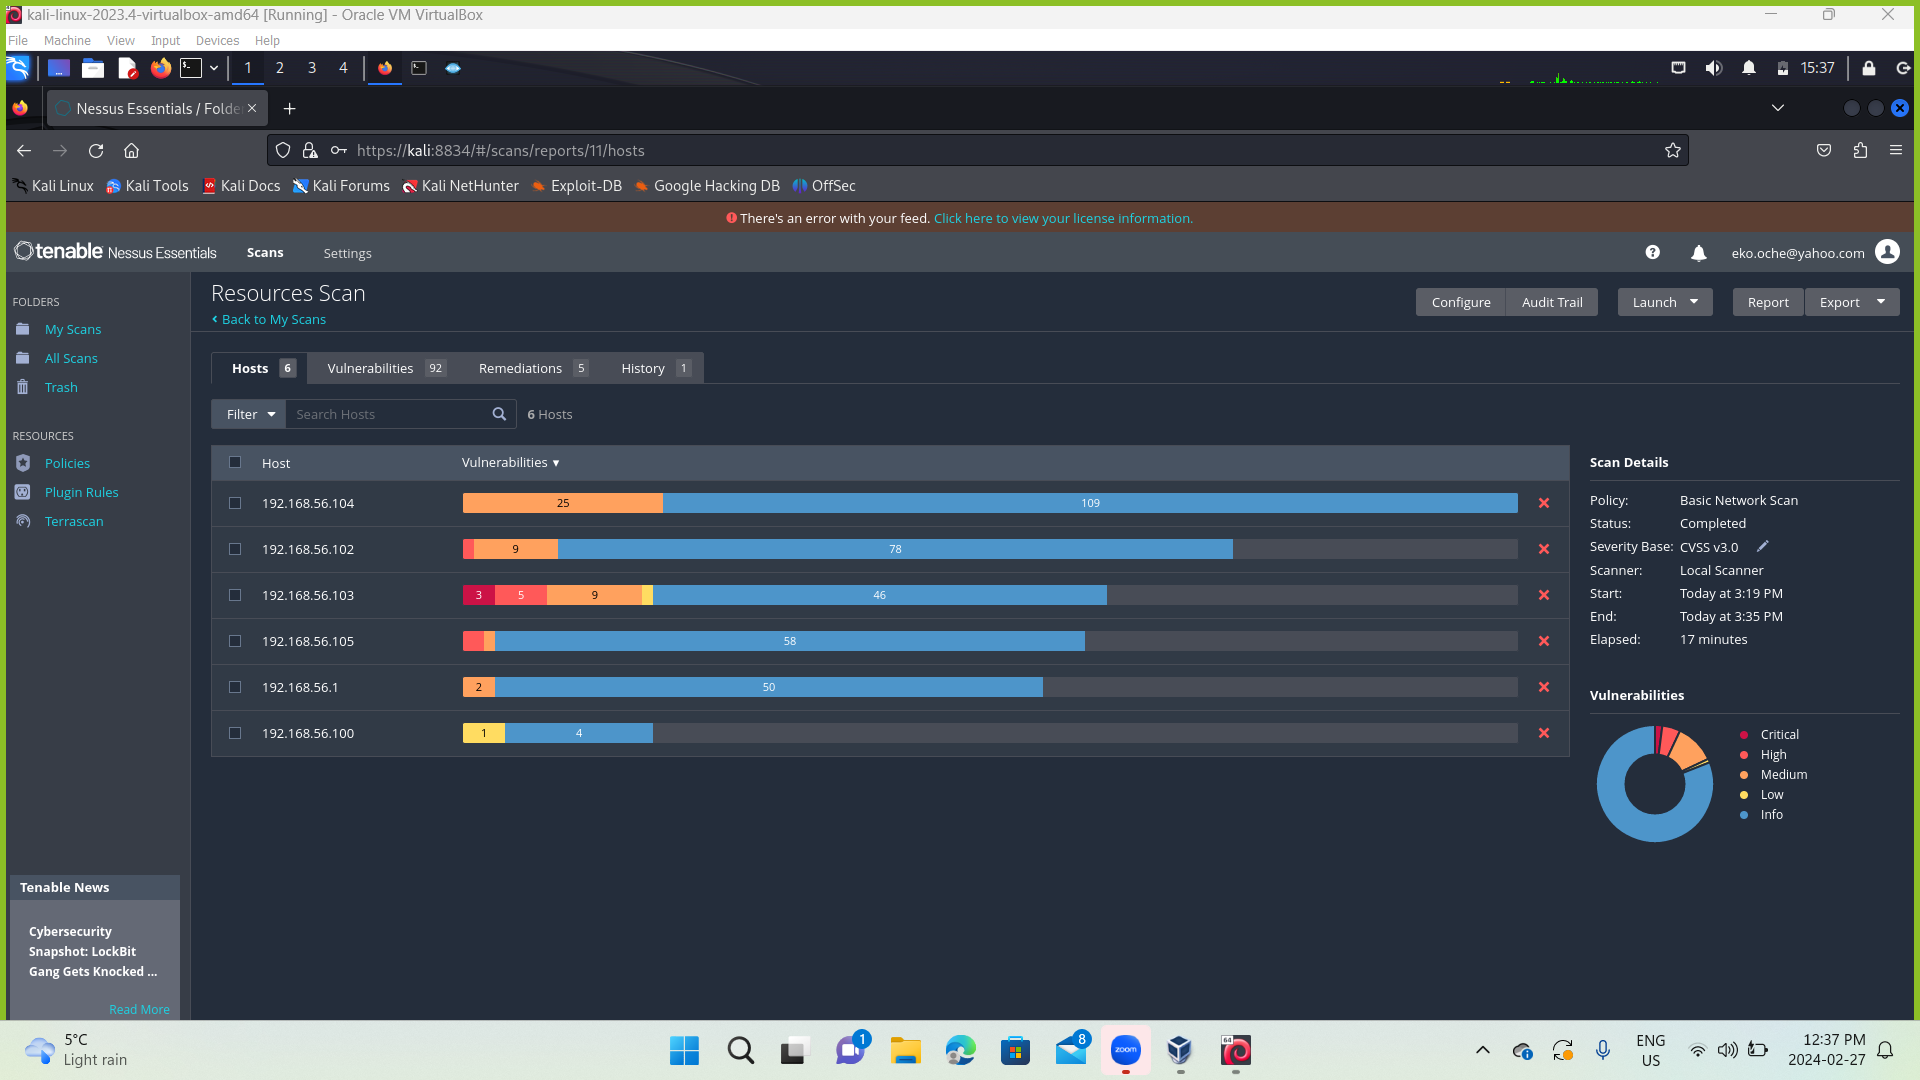 kali-linux-2023.4-virtualbox-amd64 [Running] - Oracle VM VirtualBox
File Machine View Input Devices Help
1 2 3 4 15:37
Nessus Essentials / Folde
https://kali:8834/#/scans/reports/11/hosts
Kali Linux Kali Tools Kali Docs Kali Forums Kali NetHunter Exploit-DB Google Hacking DB OffSec
There's an error with your feed. Click here to view your license information.
tenable Nessus Essentials Scans Settings eko.oche@yahoo.com
FOLDERS
My Scans
All Scans
Trash
RESOURCES
Policies
Plugin Rules
Terrascan
Tenable News
Cybersecurity
Snapshot: LockBit
Gang Gets Knocked ...
Read More
Resources Scan
Back to My Scans
Configure Audit Trail Launch Report Export
Hosts 6 Vulnerabilities 92 Remediations 5 History 1
Filter Search Hosts 6 Hosts
Host Vulnerabilities
192.168.56.104 25 109
192.168.56.102 9 78
192.168.56.103 3 5 9 46
192.168.56.105 58
192.168.56.1 2 50
192.168.56.100 1 4
Scan Details
Policy: Basic Network Scan
Status: Completed
Severity Base: CVSS v3.0
Scanner: Local Scanner
Start: Today at 3:19 PM
End: Today at 3:35 PM
Elapsed: 17 minutes
Vulnerabilities
Critical
High
Medium
Low
Info
5°C
Light rain
1
8
zoom
64
ENG
US
12:37 PM
2024-02-27